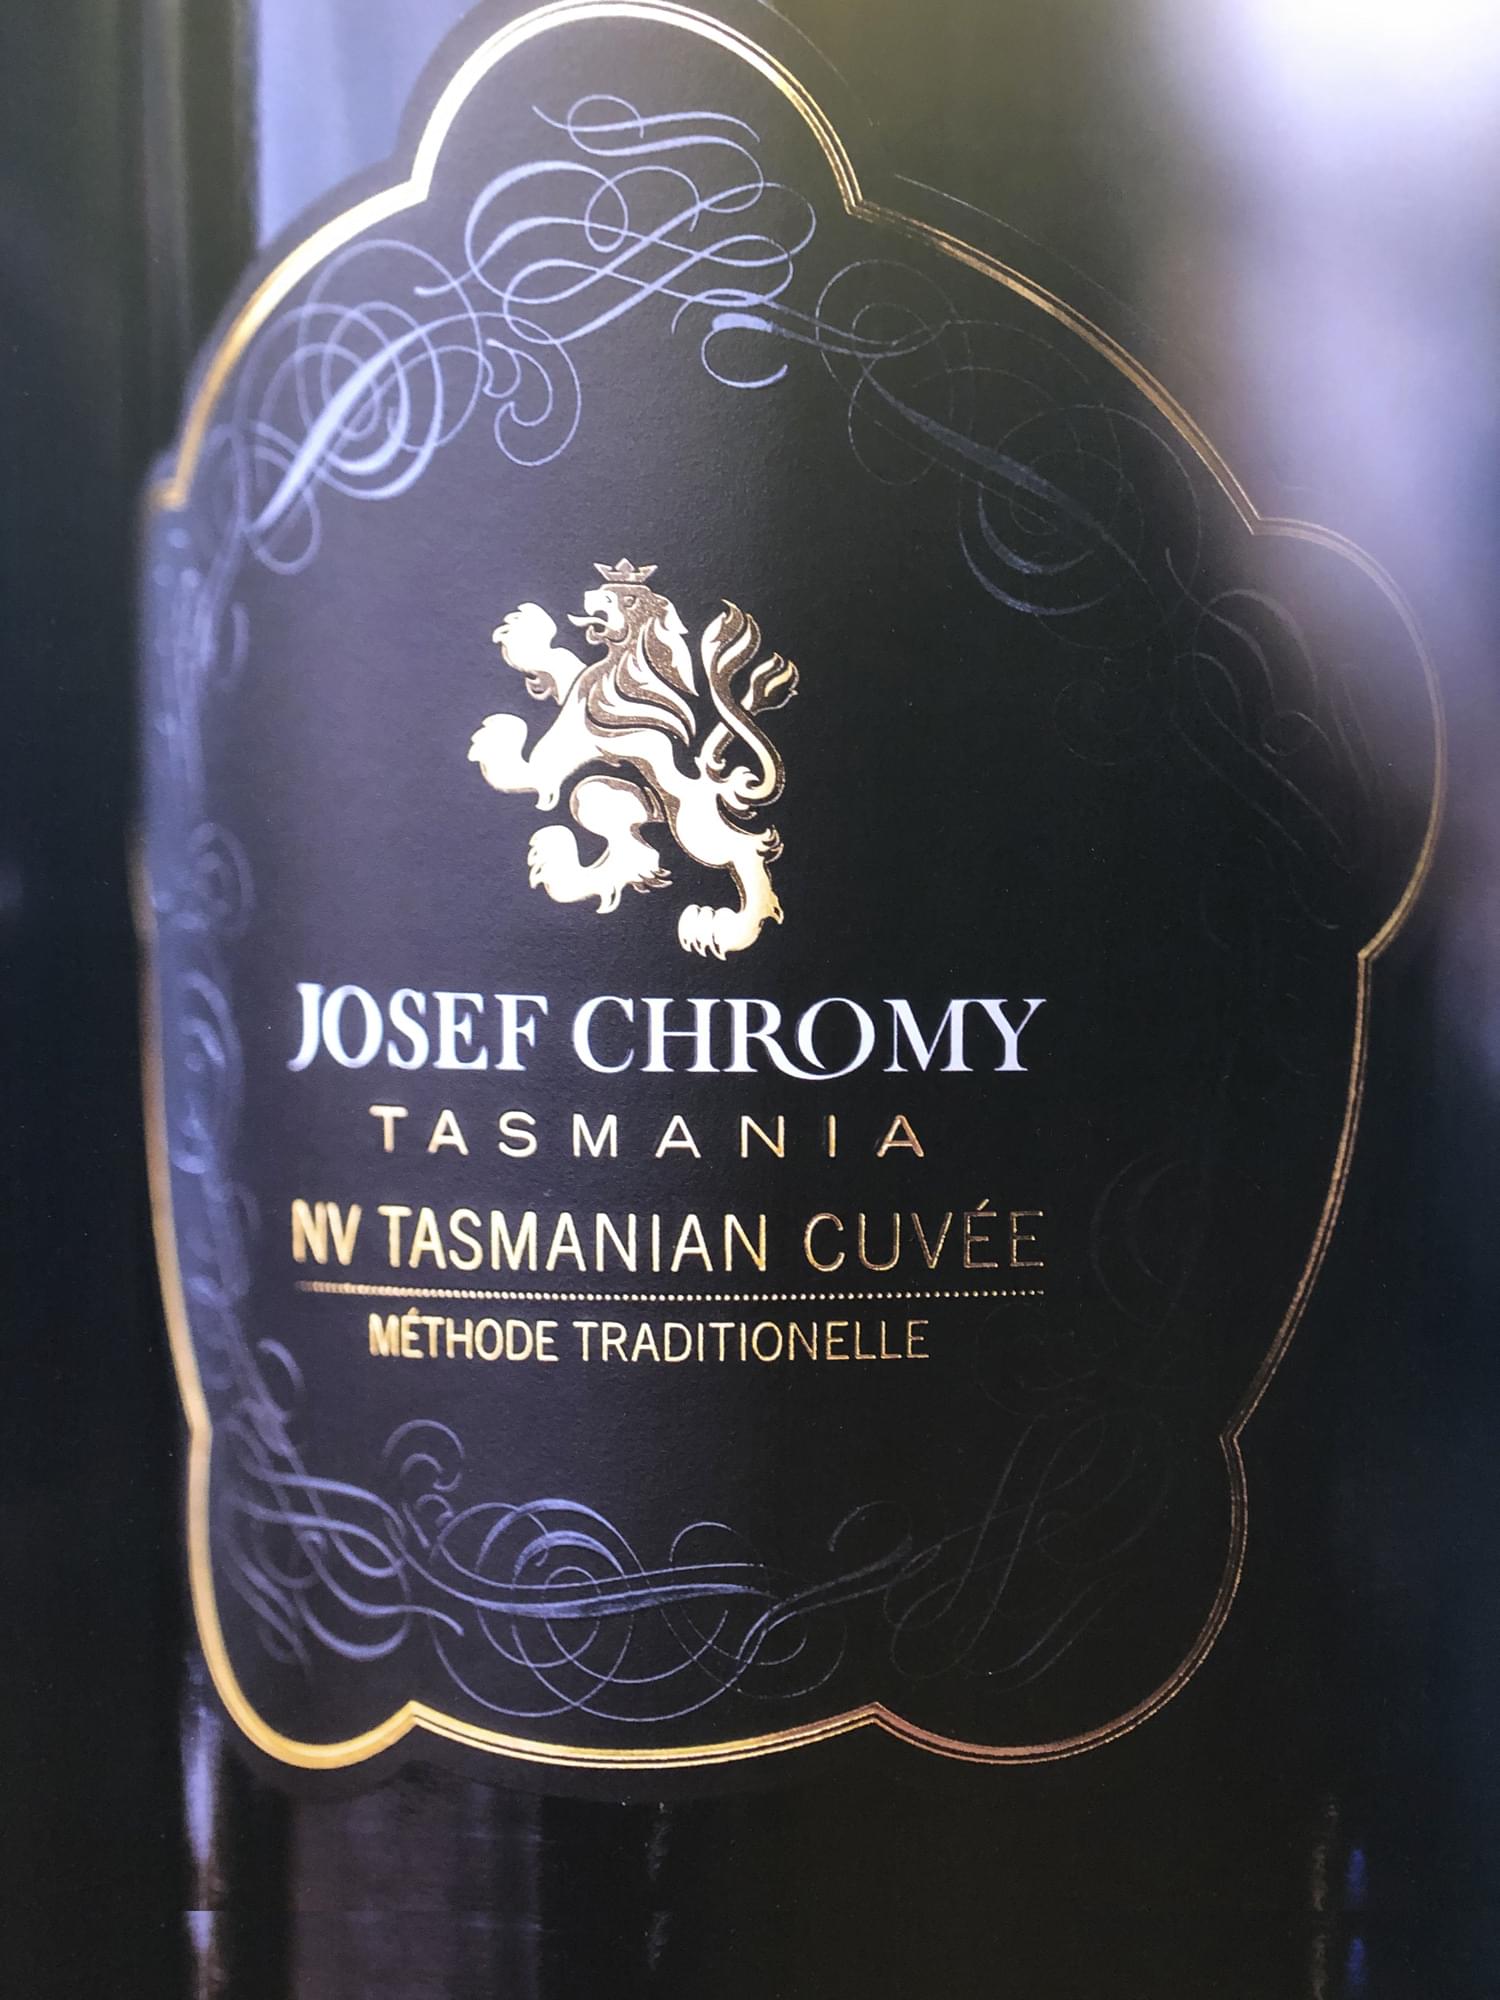 JOSEF CHROMY
TASMANIA
NV TASMANIAN CUVÉE
MÉTHODE TRADITIONELLE